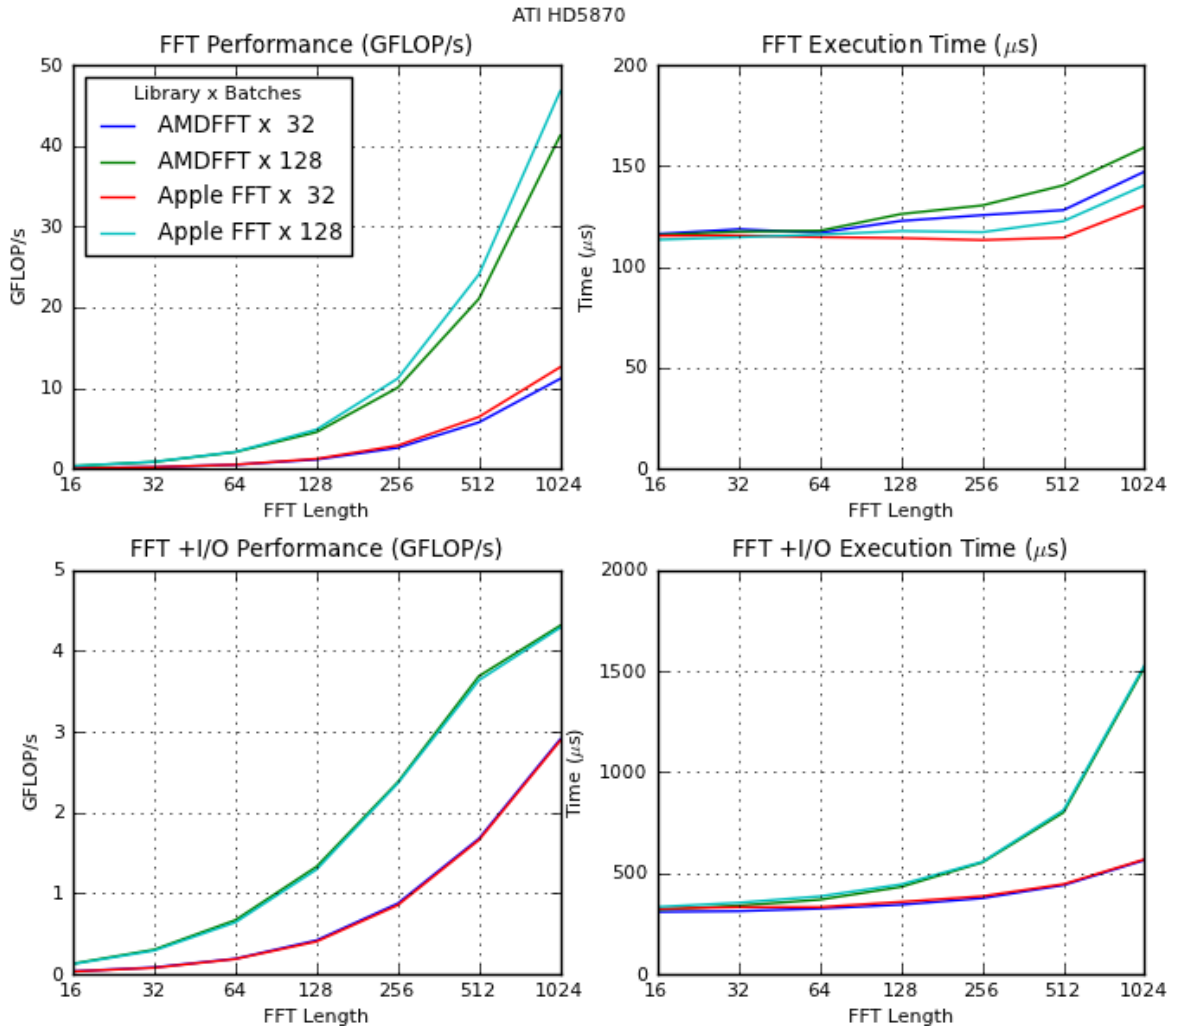 ATI HD5870
FFT Performance (GFLOP/s)
50
40
30
20
10
0
GFLOP/s
Library x Batches
AMDFFT x 32
AMDFFT x 128
Apple FFT x 32
Apple FFT x 128
16 32 64 128 256 512 1024
FFT Length
FFT Execution Time (μs)
200
150
100
50
0
Time (μs)
16 32 64 128 256 512 1024
FFT Length
FFT +I/O Performance (GFLOP/s)
5
4
3
2
1
0
GFLOP/s
16 32 64 128 256 512 1024
FFT Length
FFT +I/O Execution Time (μs)
2000
1500
1000
500
0
Time (μs)
16 32 64 128 256 512 1024
FFT Length